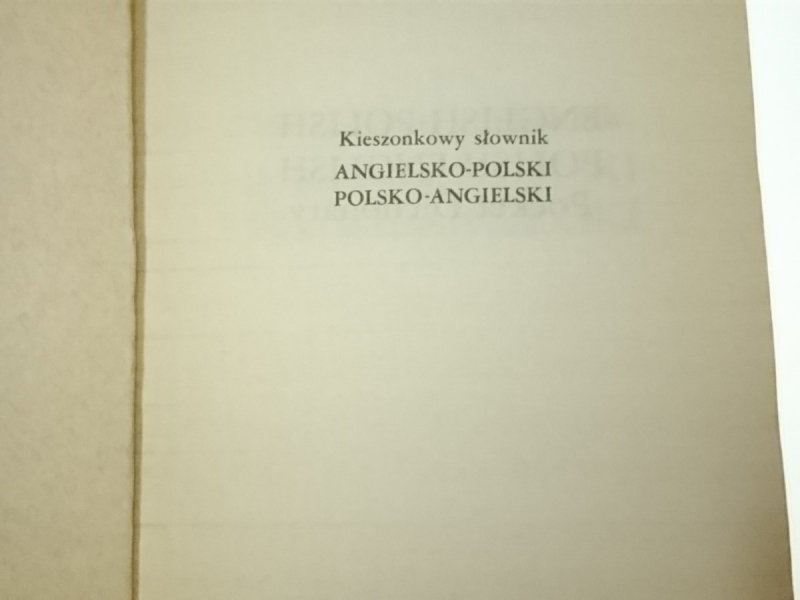 Kieszonkowy słownik
ANGIELSKO-POLSKI
POLSKO-ANGIELSKI